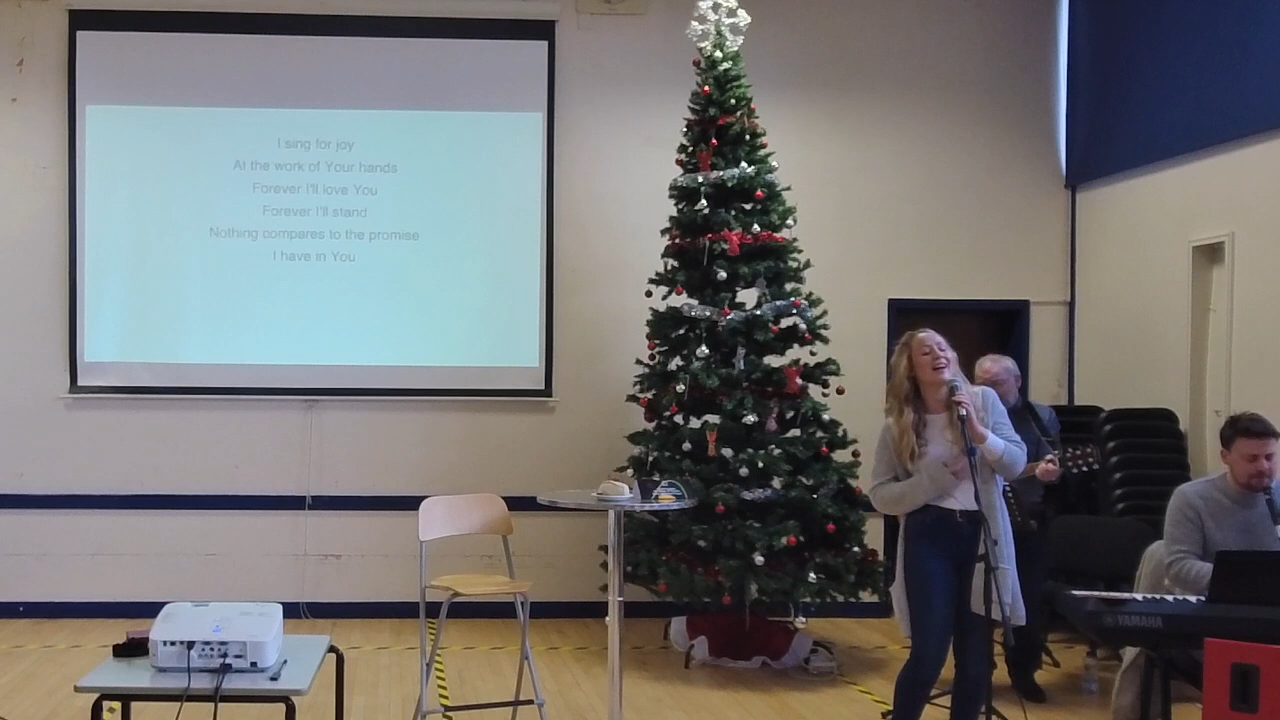 I sing for joy
At the work of Your hands
Forever I'll love You
Forever I'll stand
Nothing compares to the promise
I have in You
YAMAHA